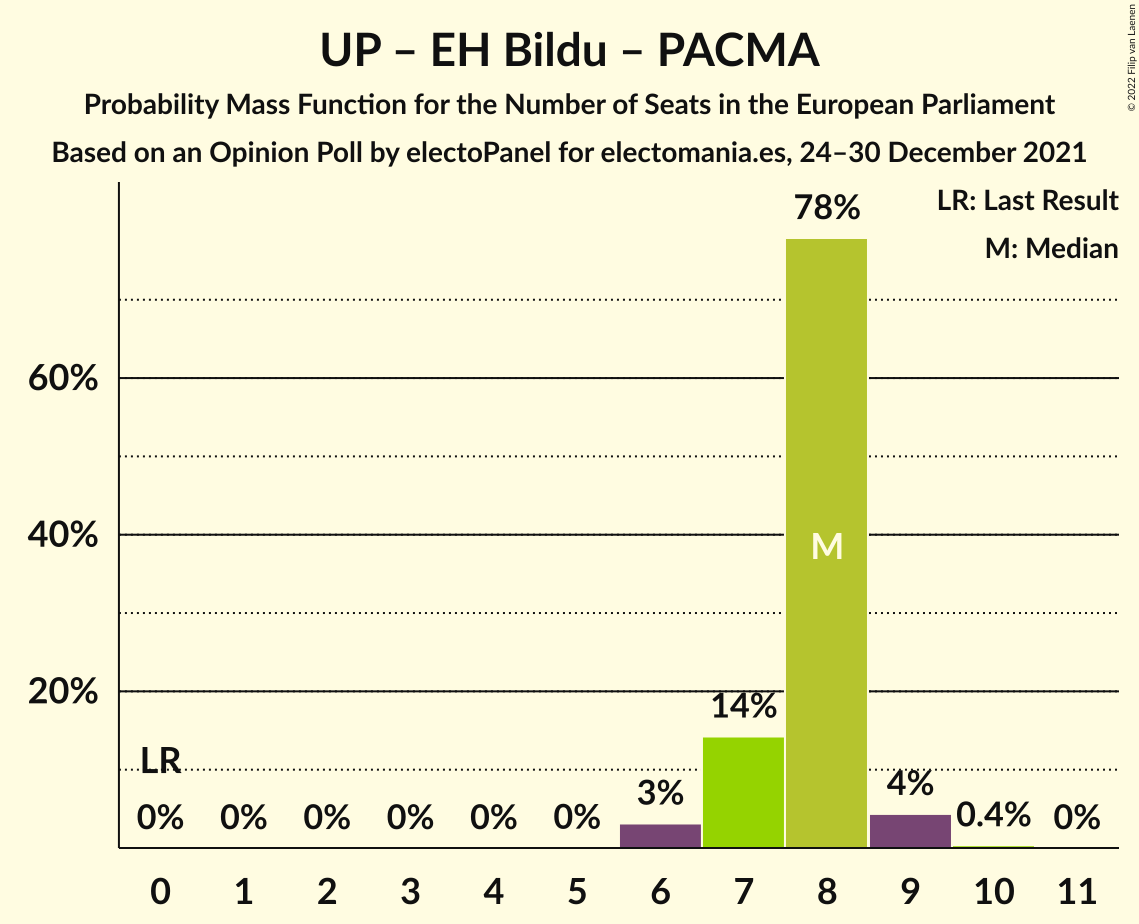 UP – EH Bildu – PACMA
Probability Mass Function for the Number of Seats in the European Parliament
Based on an Opinion Poll by electoPanel for electomania.es, 24–30 December 2021
© 2022 Filip van Laenen
LR: Last Result
M: Median
78%
60%
40%
M
20%
14%
LR
0%
0%
0%
0%
0%
0%
3%
4%
0.4%
0%
0 1 2 3 4 5 6 7 8 9 10 11